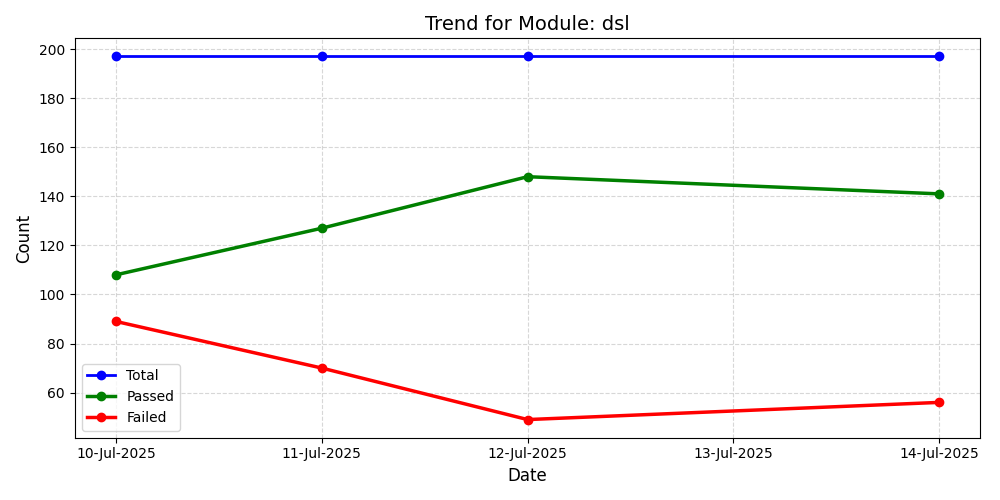 Trend for Module: dsl
Count
200
180
160
140
120
100
80
60
Total
Passed
Failed
10-Jul-2025
11-Jul-2025
12-Jul-2025
13-Jul-2025
14-Jul-2025
Date